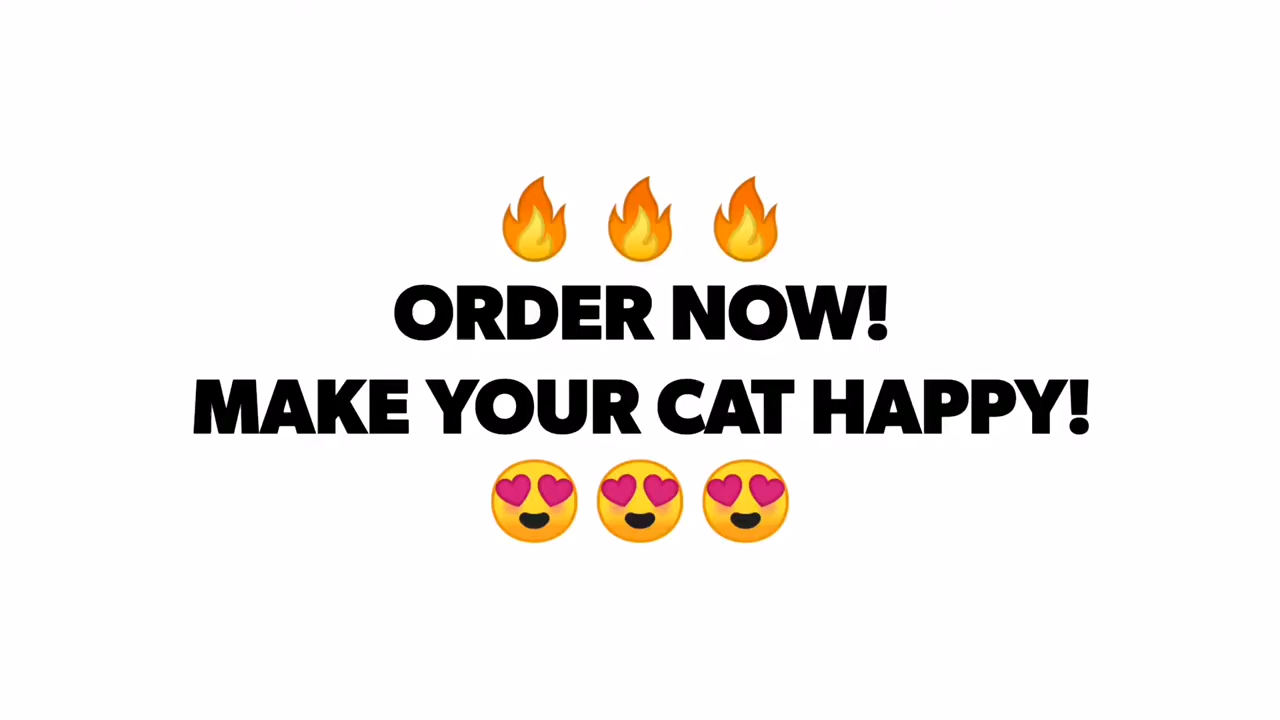 🔥 🔥 🔥
ORDER NOW!
MAKE YOUR CAT HAPPY!
😍 😍 😍